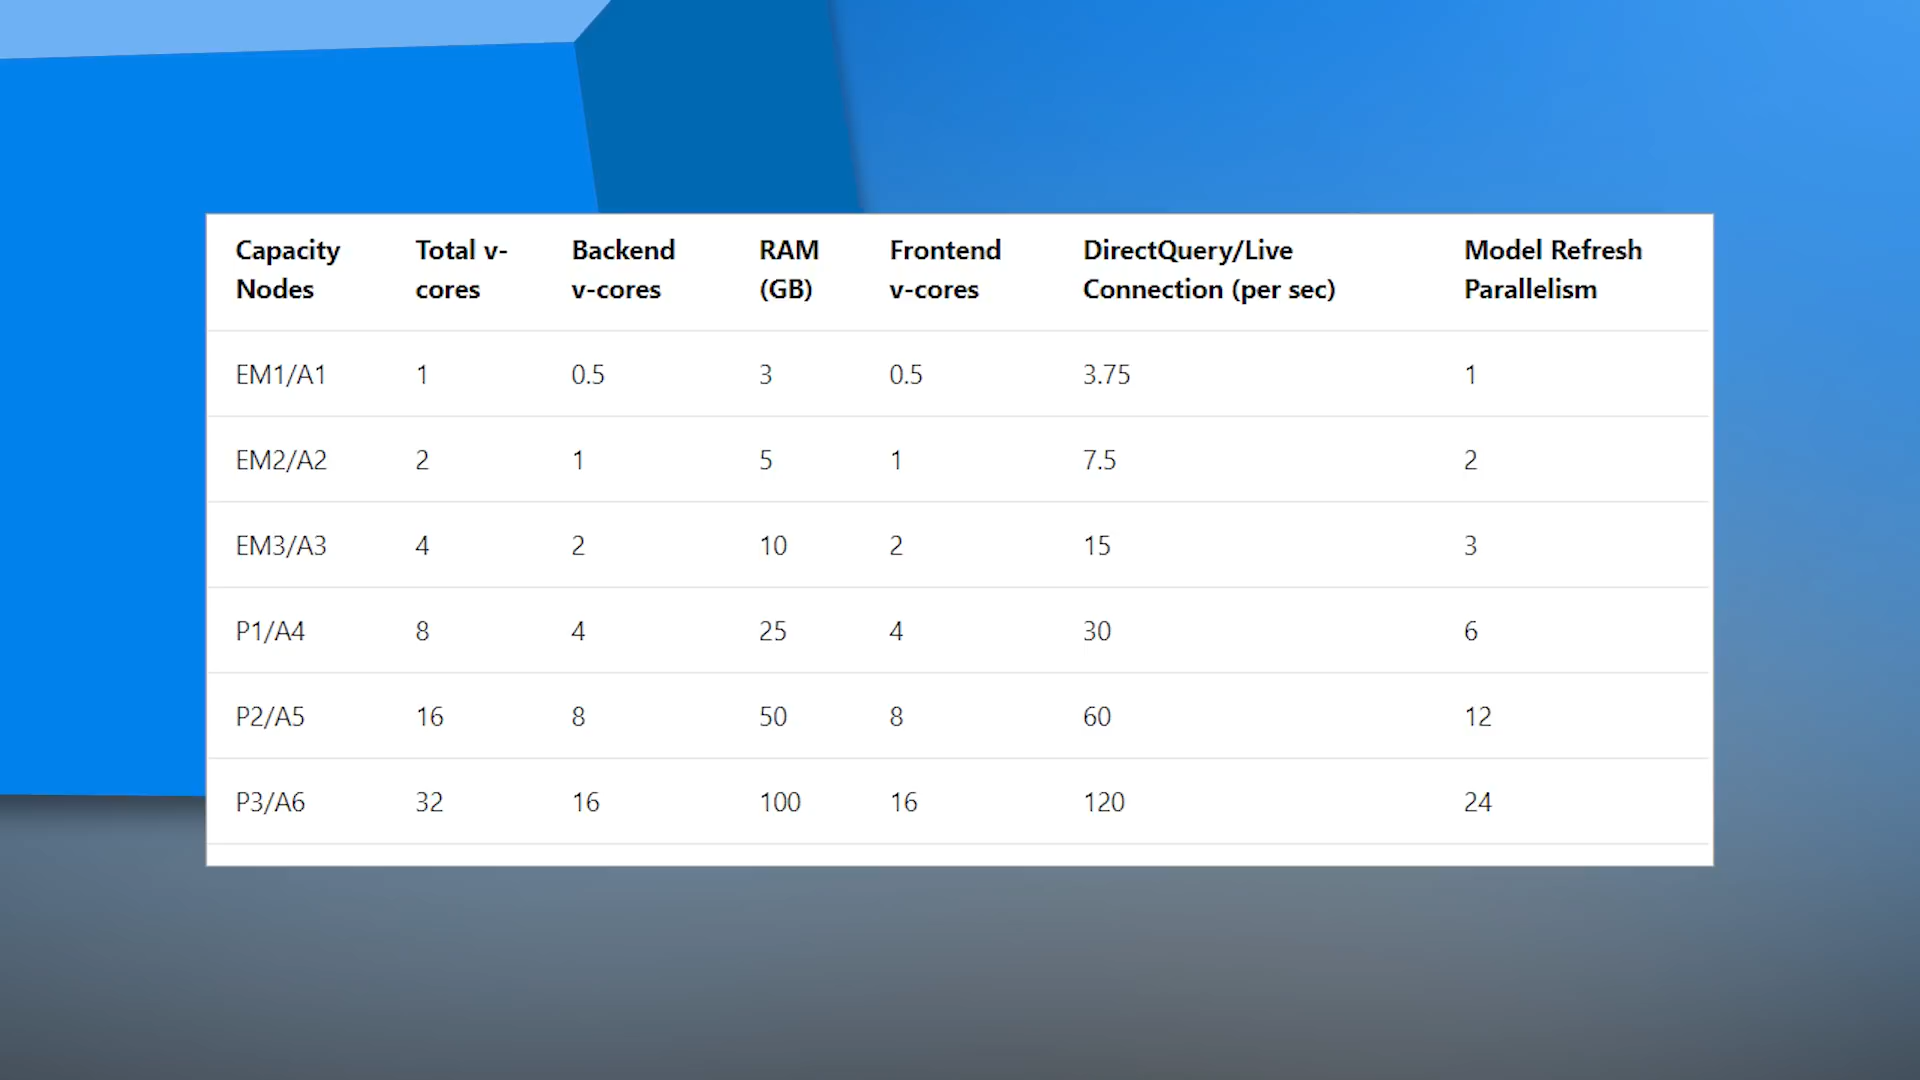 Capacity Nodes Total v-cores Backend v-cores RAM (GB) Frontend v-cores DirectQuery/Live Connection (per sec) Model Refresh Parallelism
EM1/A1 1 0.5 3 0.5 3.75 1
EM2/A2 2 1 5 1 7.5 2
EM3/A3 4 2 10 2 15 3
P1/A4 8 4 25 4 30 6
P2/A5 16 8 50 8 60 12
P3/A6 32 16 100 16 120 24